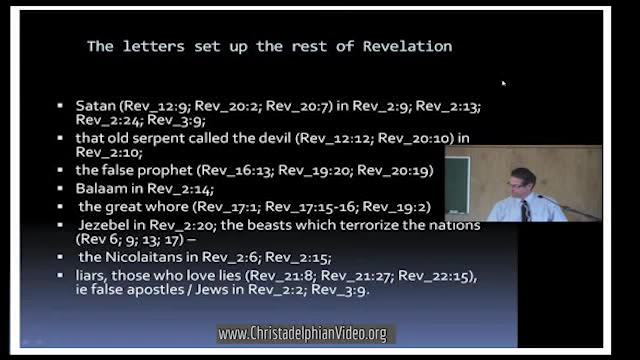 The letters set up the rest of Revelation
▪ Satan (Rev_12:9; Rev_20:2; Rev_20:7) in Rev_2:9; Rev_2:13;
Rev_2:24; Rev_3:9;
▪ that old serpent called the devil (Rev_12:12; Rev_20:10) in
Rev_2:10;
▪ the false prophet (Rev_16:13; Rev_19:20; Rev_20:19)
▪ Balaam in Rev_2:14;
▪ the great whore (Rev_17:1; Rev_17:15-16; Rev_19:2)
▪ Jezebel in Rev_2:20; the beasts which terrorize the nations
(Rev 6; 9; 13; 17) –
▪ the Nicolaitans in Rev_2:6; Rev_2:15;
▪ liars, those who love lies (Rev_21:8; Rev_21:27; Rev_22:15),
ie false apostles / Jews in Rev_2:2; Rev_3:9.
www.ChristadelphianVideo.org